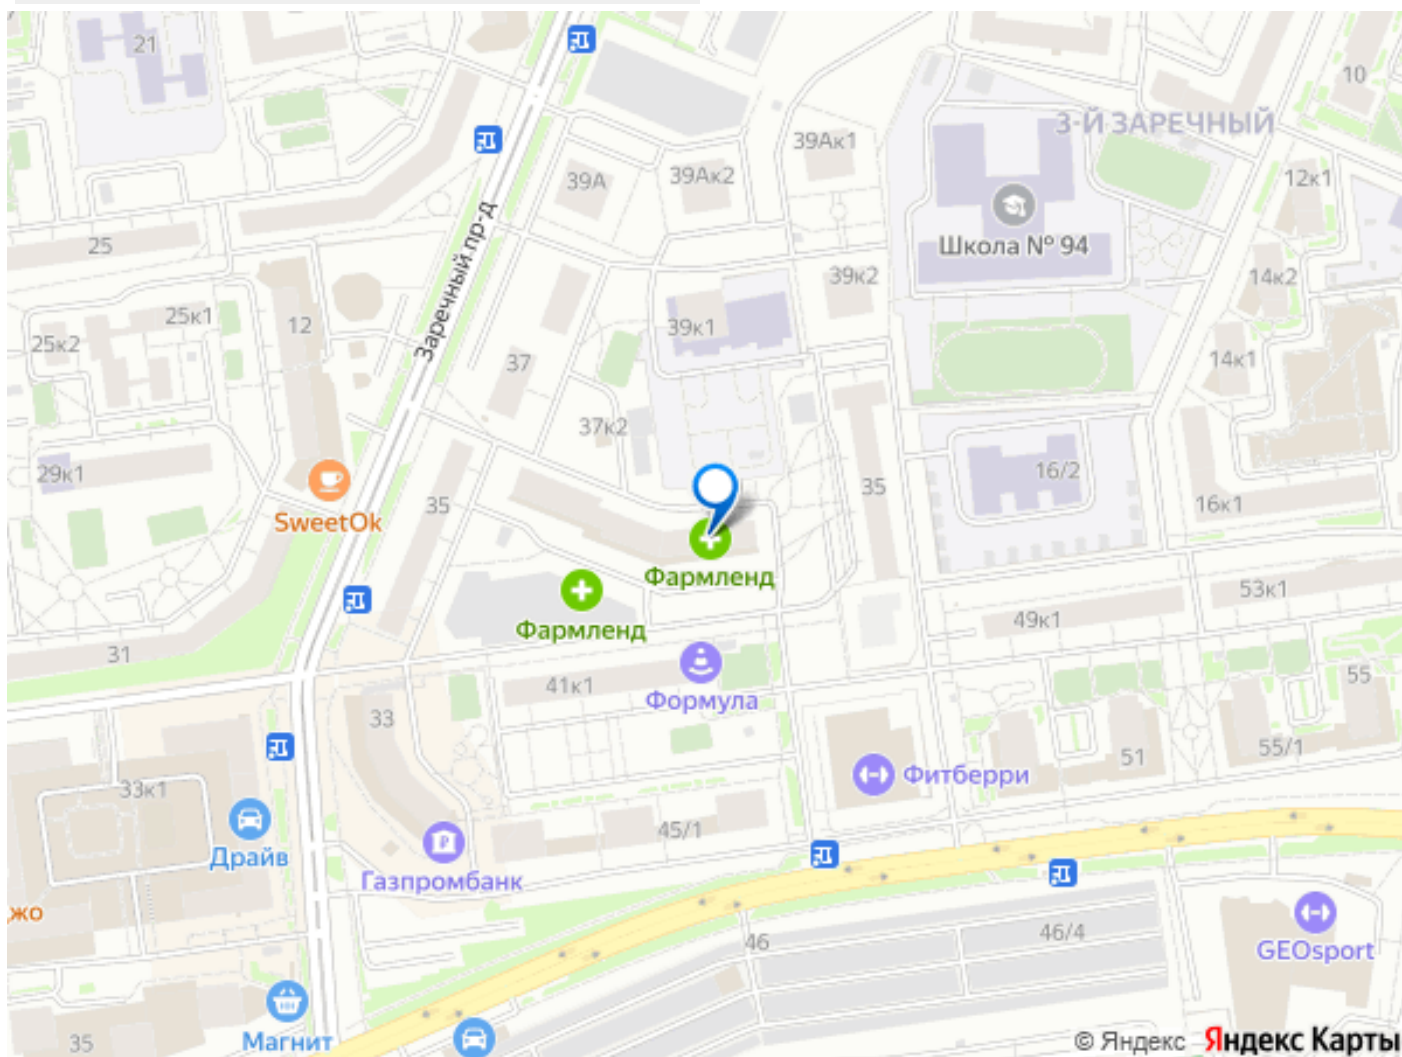 21
10
3-Й ЗАРЕЧНЫЙ
39Ак1
39А
39Ак2
12к1
Школа № 94
25
Заречный пр-д
39к2
14к2
25к1
12
39к1
25к2
37
14к1
37к2
29к1
16/2
35
35
16к1
SweetOk
Фармленд
Фармленд
53к1
49к1
31
41к1
Формула
55
33
51
55/1
Фитберри
33к1
45/1
Драйв
Газпромбанк
жо
46
46/4
GEOsport
Магнит
35
© Яндекс Яндекс Карты